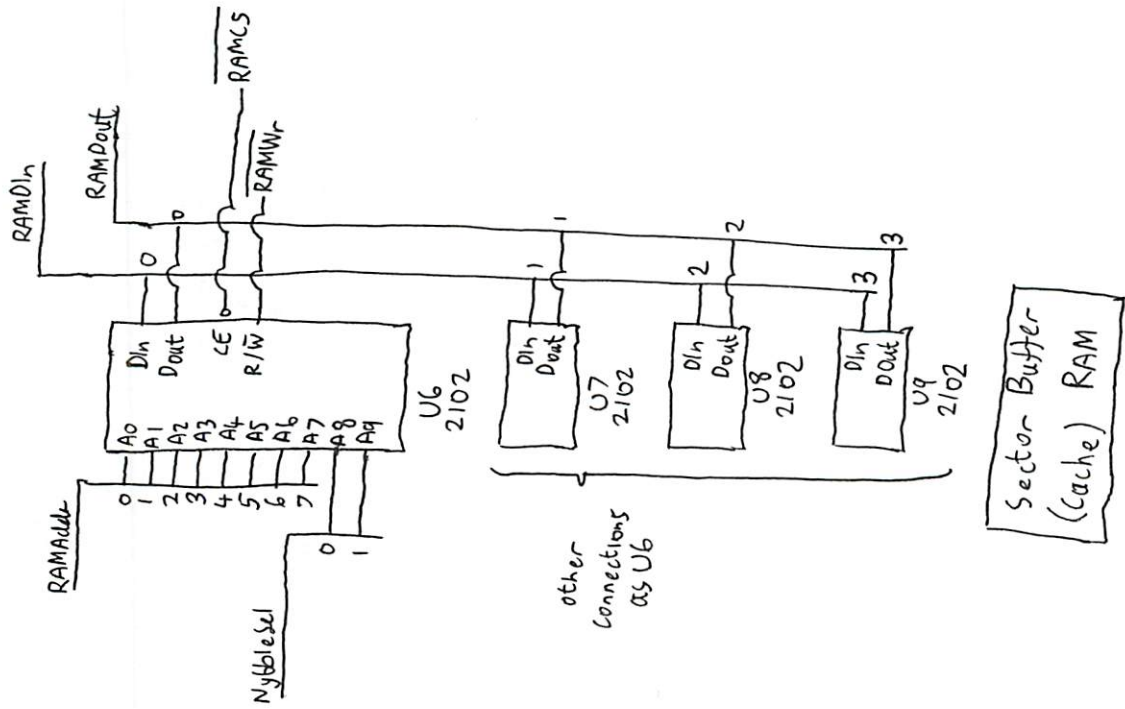 RAMDIn
RAMDout
RAMCS
RAMWr
RAMAddr
NybbleSel
0
1
2
3
4
5
6
7
0
1
A0
A1
A2
A3
A4
A5
A6
A7
A8
A9
DIn
Dout
CE
R/W̅
0
0
U6
2102
DIn
Dout
1
1
U7
2102
DIn
Dout
2
2
U8
2102
DIn
Dout
3
3
U9
2102
other
connections
as U6
Sector Buffer
(Cache) RAM